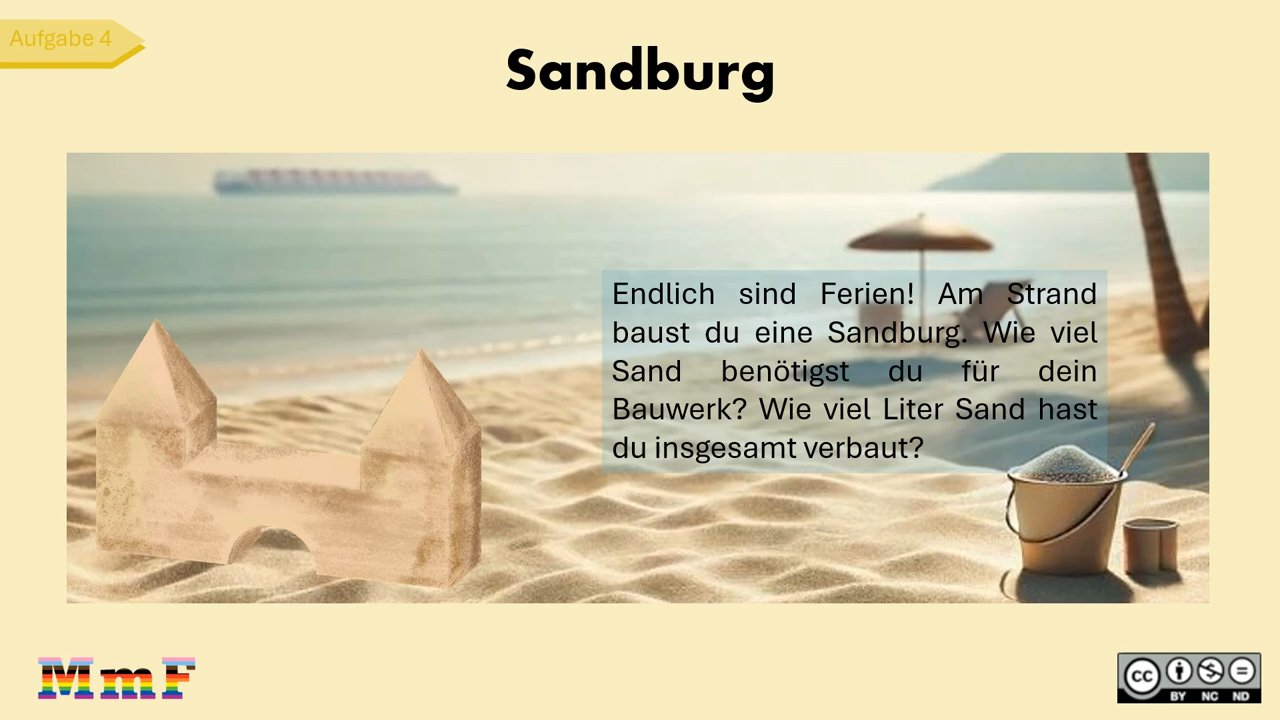 Aufgabe 4
Sandburg
Endlich sind Ferien! Am Strand
baust du eine Sandburg. Wie viel
Sand benötigst du für dein
Bauwerk? Wie viel Liter Sand hast
du insgesamt verbaut?
MmF
cc
BY NC ND